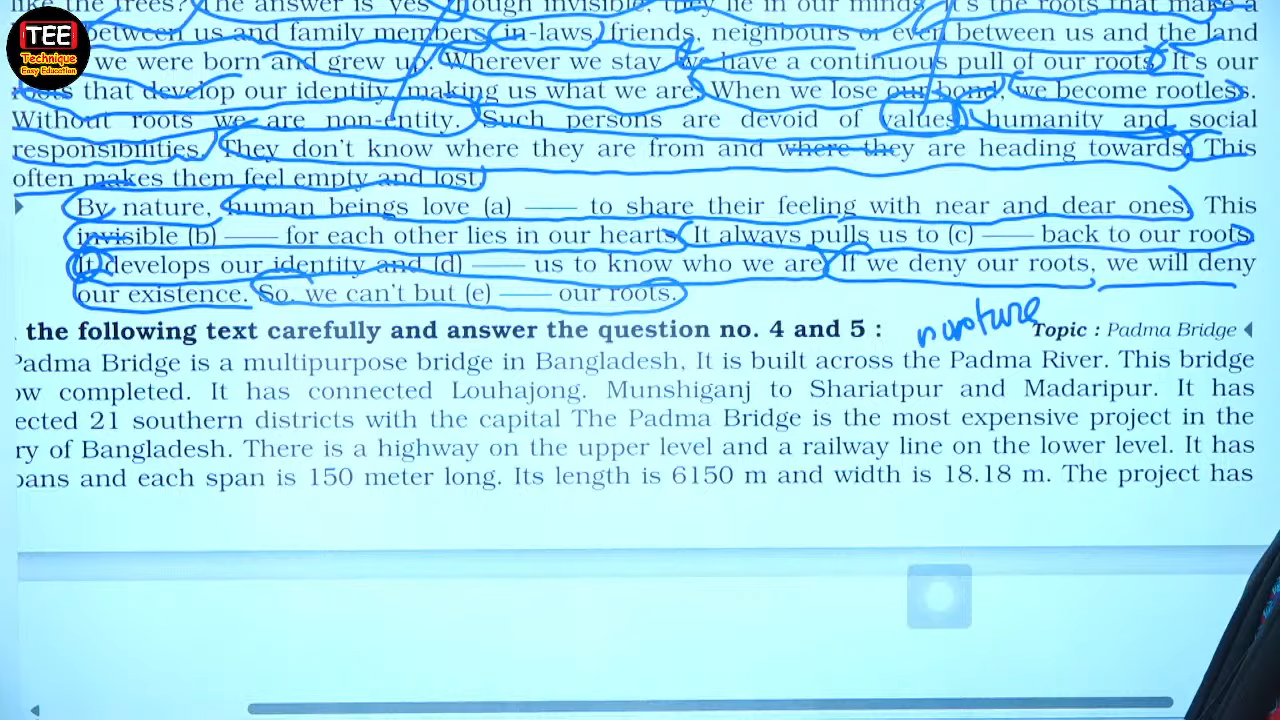 TEE
Technique
Easy Education
like the trees? The answer is 'yes'. Though invisible, they lie in our minds. It's the roots that make a
between us and family members, in-laws, friends, neighbours or even between us and the land
we were born and grew up. Wherever we stay, we have a continuous pull of our roots. It's our
roots that develop our identity, making us what we are. When we lose our bond, we become rootless.
Without roots we are non-entity. Such persons are devoid of values, humanity and social
responsibilities. They don't know where they are from and where they are heading towards. This
often makes them feel empty and lost.
By nature, human beings love (a) —— to share their feeling with near and dear ones. This
invisible (b) —— for each other lies in our hearts. It always pulls us to (c) —— back to our roots.
It develops our identity and (d) —— us to know who we are. If we deny our roots, we will deny
our existence. So, we can't but (e) —— our roots.
nurture
the following text carefully and answer the question no. 4 and 5 : Topic : Padma Bridge
Padma Bridge is a multipurpose bridge in Bangladesh, It is built across the Padma River. This bridge
ow completed. It has connected Louhajong, Munshiganj to Shariatpur and Madaripur. It has
ected 21 southern districts with the capital The Padma Bridge is the most expensive project in the
ry of Bangladesh. There is a highway on the upper level and a railway line on the lower level. It has
pans and each span is 150 meter long. Its length is 6150 m and width is 18.18 m. The project has